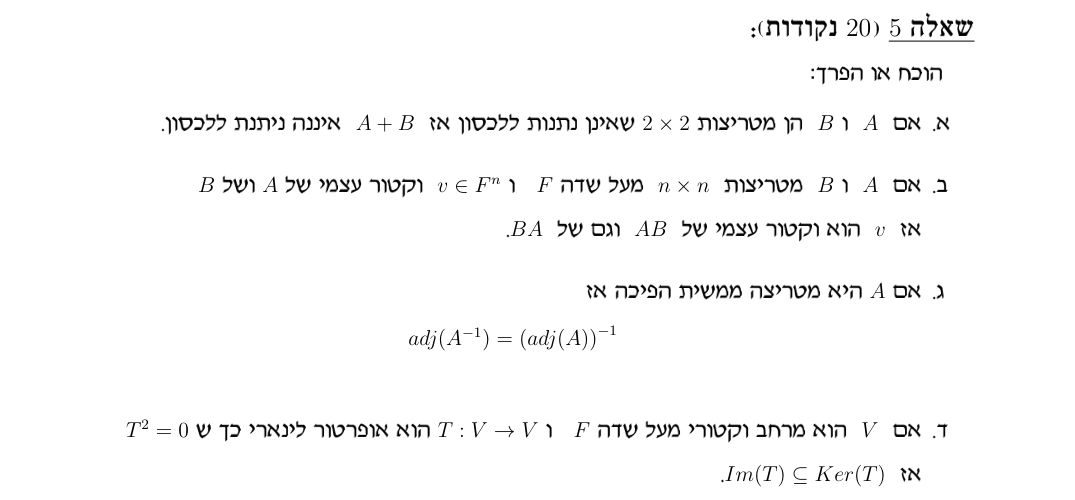 שאלה 5 (20 נקודות):
הוכח או הפרך:
א. אם A ו B הן מטריצות 2 × 2 שאינן נתנות ללכסון אז A + B איננה ניתנת ללכסון.
ב. אם A ו B מטריצות n × n מעל שדה F ו v ∈ Fⁿ וקטור עצמי של A ושל B
אז v הוא וקטור עצמי של AB וגם של BA.
ג. אם A היא מטריצה ממשית הפיכה אז
adj(A⁻¹) = (adj(A))⁻¹
ד. אם V הוא מרחב וקטורי מעל שדה F ו T : V → V הוא אופרטור לינארי כך ש T² = 0
אז Im(T) ⊆ Ker(T).